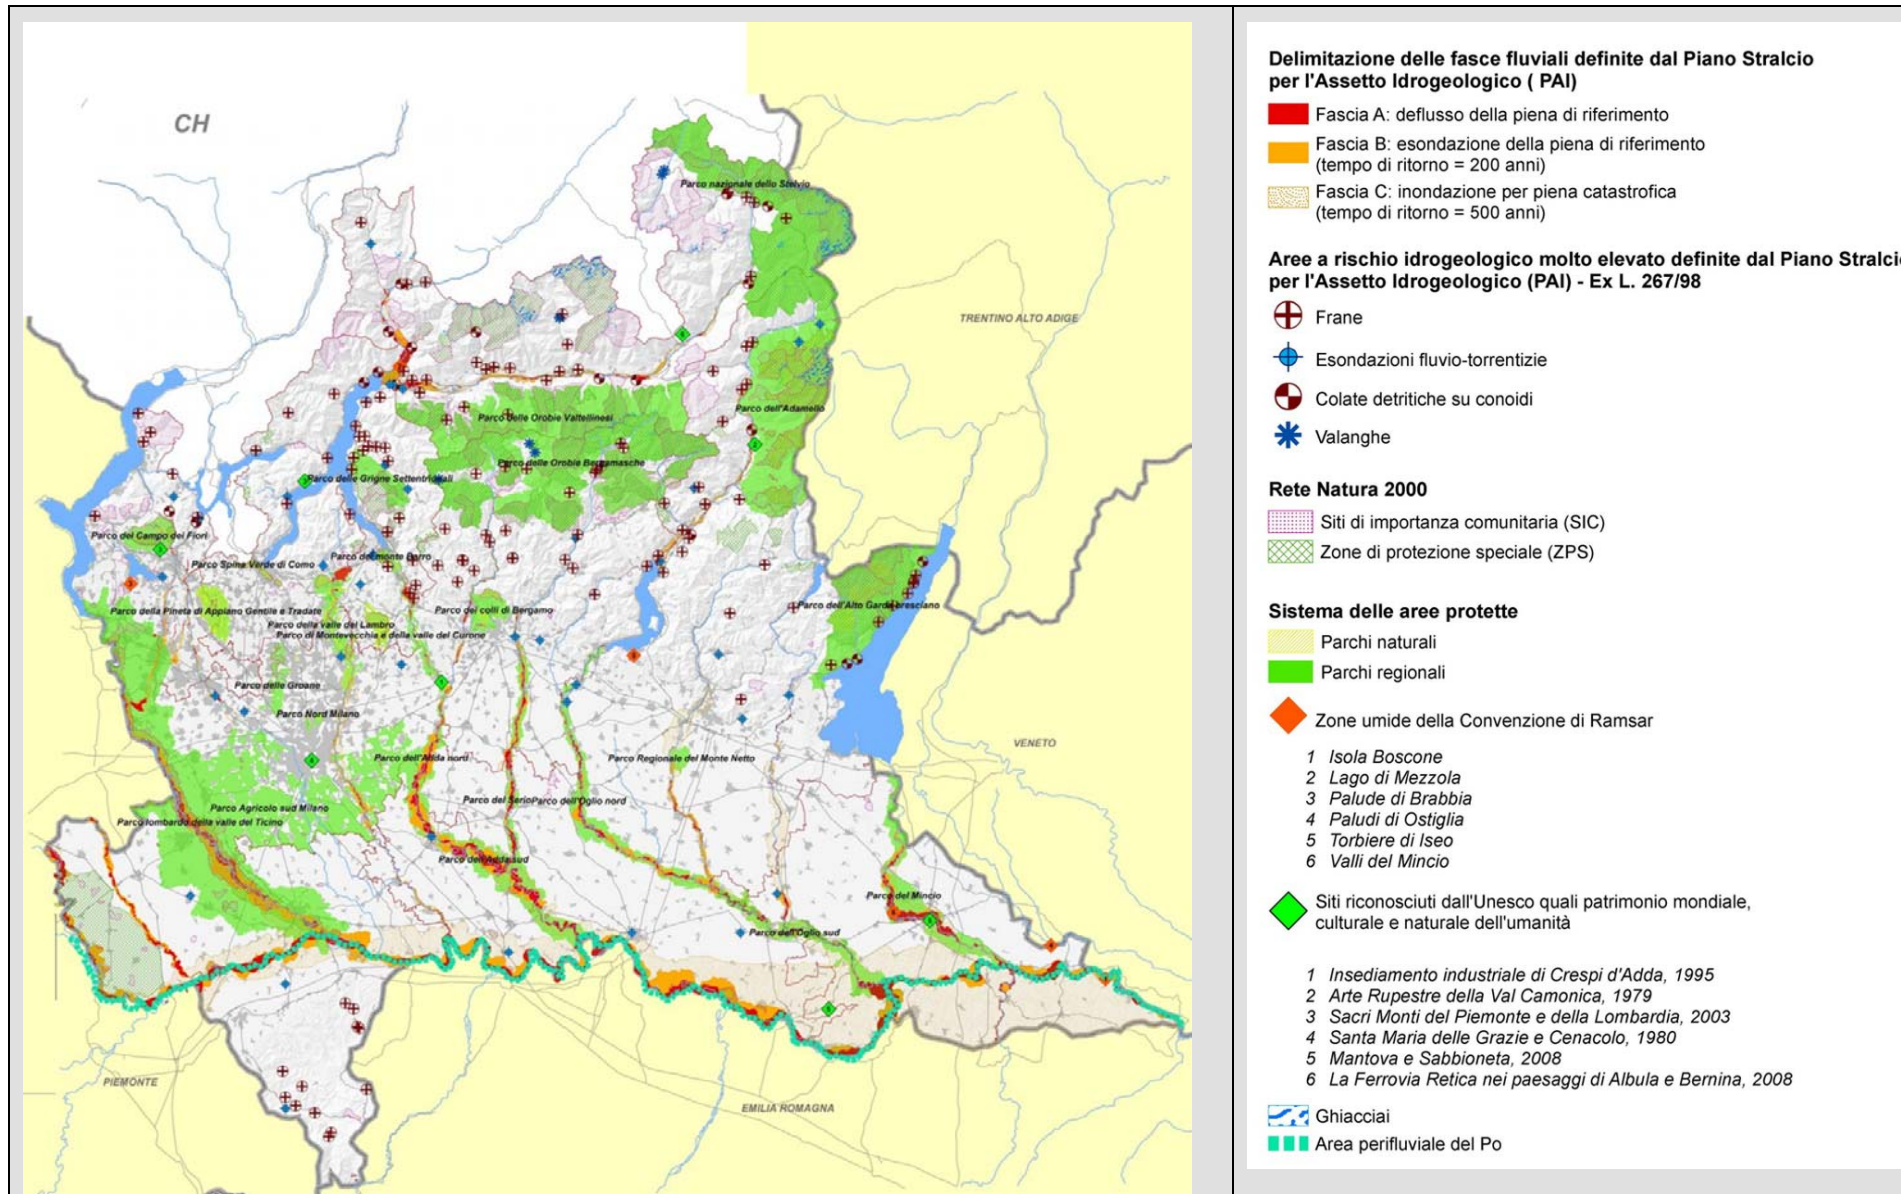 CH
Parco nazionale dello Stelvio
TRENTINO ALTO ADIGE
Parco dell'Adamello
Parco delle Orobie Valtellinesi
Parco delle Orobie Bergamasche
Parco delle Grigne Settentrionali
Parco del Campo dei Fiori
Parco del monte Barro
Parco Spina Verde di Como
Parco dell'Alto Garda bresciano
Parco della Pineta di Appiano Gentile e Tradate
Parco dei colli di Bergamo
Parco della valle del Lambro
Parco di Montevecchia e della valle del Curone
Parco delle Groane
Parco Nord Milano
VENETO
Parco dell'Adda nord
Parco Regionale del Monte Netto
Parco del Serio
Parco dell'Oglio nord
Parco Agricolo sud Milano
Parco lombardo della valle del Ticino
Parco dell'Adda sud
Parco del Mincio
Parco dell'Oglio sud
PIEMONTE
EMILIA ROMAGNA
Delimitazione delle fasce fluviali definite dal Piano Stralcio
per l'Assetto Idrogeologico ( PAI)
Fascia A: deflusso della piena di riferimento
Fascia B: esondazione della piena di riferimento
(tempo di ritorno = 200 anni)
Fascia C: inondazione per piena catastrofica
(tempo di ritorno = 500 anni)
Aree a rischio idrogeologico molto elevato definite dal Piano Stralcio
per l'Assetto Idrogeologico (PAI) - Ex L. 267/98
Frane
Esondazioni fluvio-torrentizie
Colate detritiche su conoidi
Valanghe
Rete Natura 2000
Siti di importanza comunitaria (SIC)
Zone di protezione speciale (ZPS)
Sistema delle aree protette
Parchi naturali
Parchi regionali
Zone umide della Convenzione di Ramsar
1 Isola Boscone
2 Lago di Mezzola
3 Palude di Brabbia
4 Paludi di Ostiglia
5 Torbiere di Iseo
6 Valli del Mincio
Siti riconosciuti dall'Unesco quali patrimonio mondiale,
culturale e naturale dell'umanità
1 Insediamento industriale di Crespi d'Adda, 1995
2 Arte Rupestre della Val Camonica, 1979
3 Sacri Monti del Piemonte e della Lombardia, 2003
4 Santa Maria delle Grazie e Cenacolo, 1980
5 Mantova e Sabbioneta, 2008
6 La Ferrovia Retica nei paesaggi di Albula e Bernina, 2008
Ghiacciai
Area perifluviale del Po